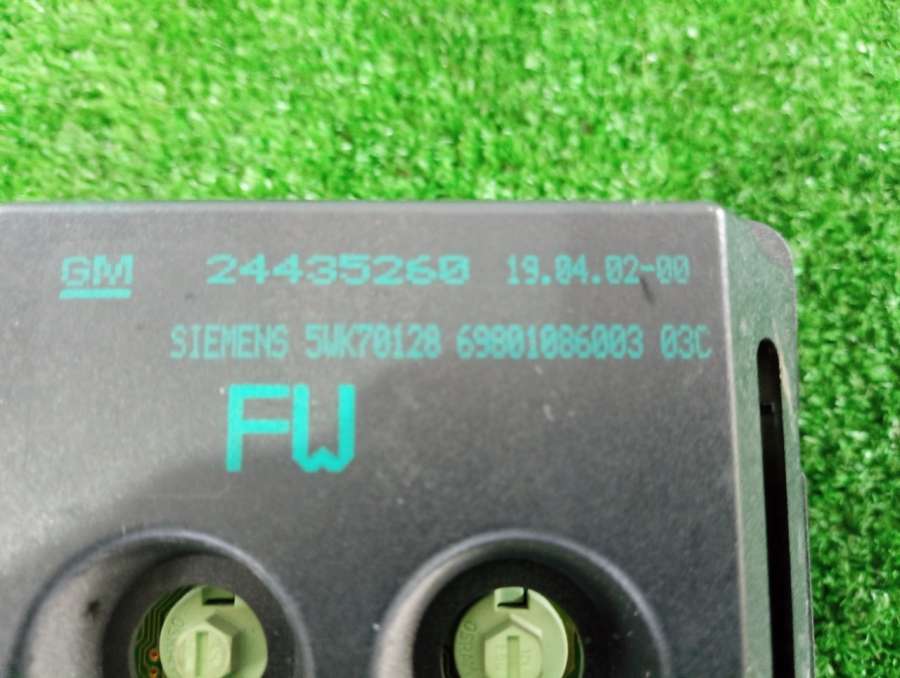 GM 24435260 19.04.02-00
SIEMENS 5WK70128 69801086003 03C
FW